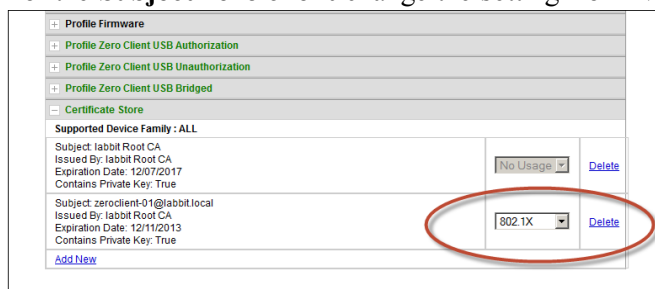 Profile Firmware
Profile Zero Client USB Authorization
Profile Zero Client USB Unauthorization
Profile Zero Client USB Bridged
Certificate Store
Supported Device Family : ALL
Subject: labbit Root CA
Issued By: labbit Root CA
Expiration Date: 12/07/2017
Contains Private Key: True
No Usage
Delete
Subject: zeroclient-01@labbit.local
Issued By: labbit Root CA
Expiration Date: 12/11/2013
Contains Private Key: True
802.1X
Delete
Add New